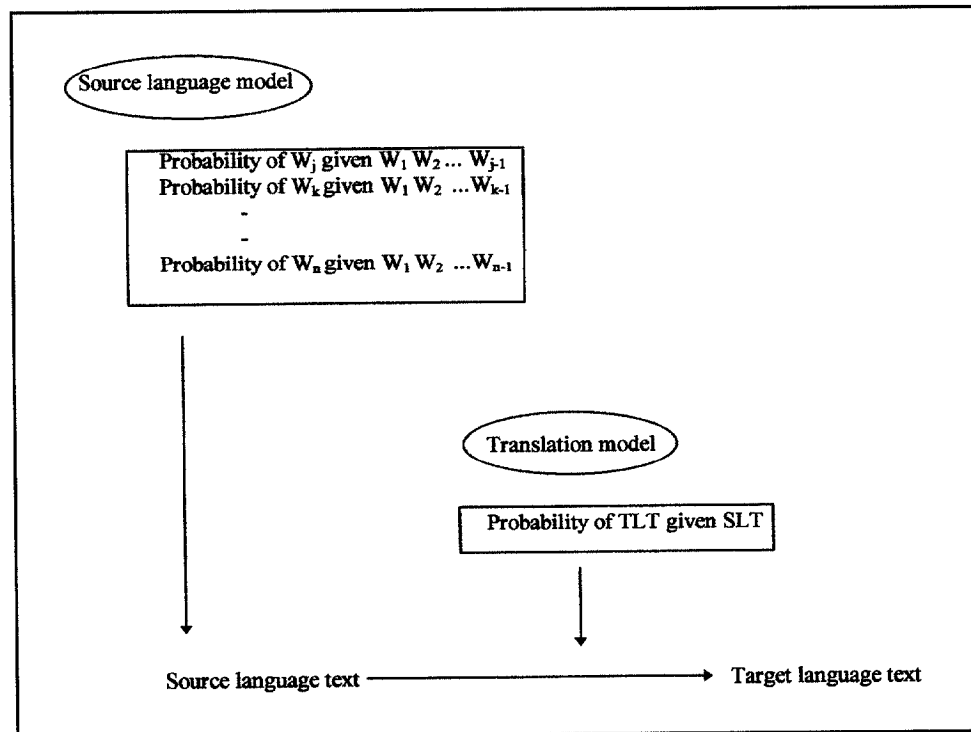 Source language model
Probability of Wj given W1 W2 ... Wj-1
Probability of Wk given W1 W2 ...Wk-1
-
-
Probability of Wn given W1 W2 ...Wn-1
Translation model
Probability of TLT given SLT
Source language text
Target language text